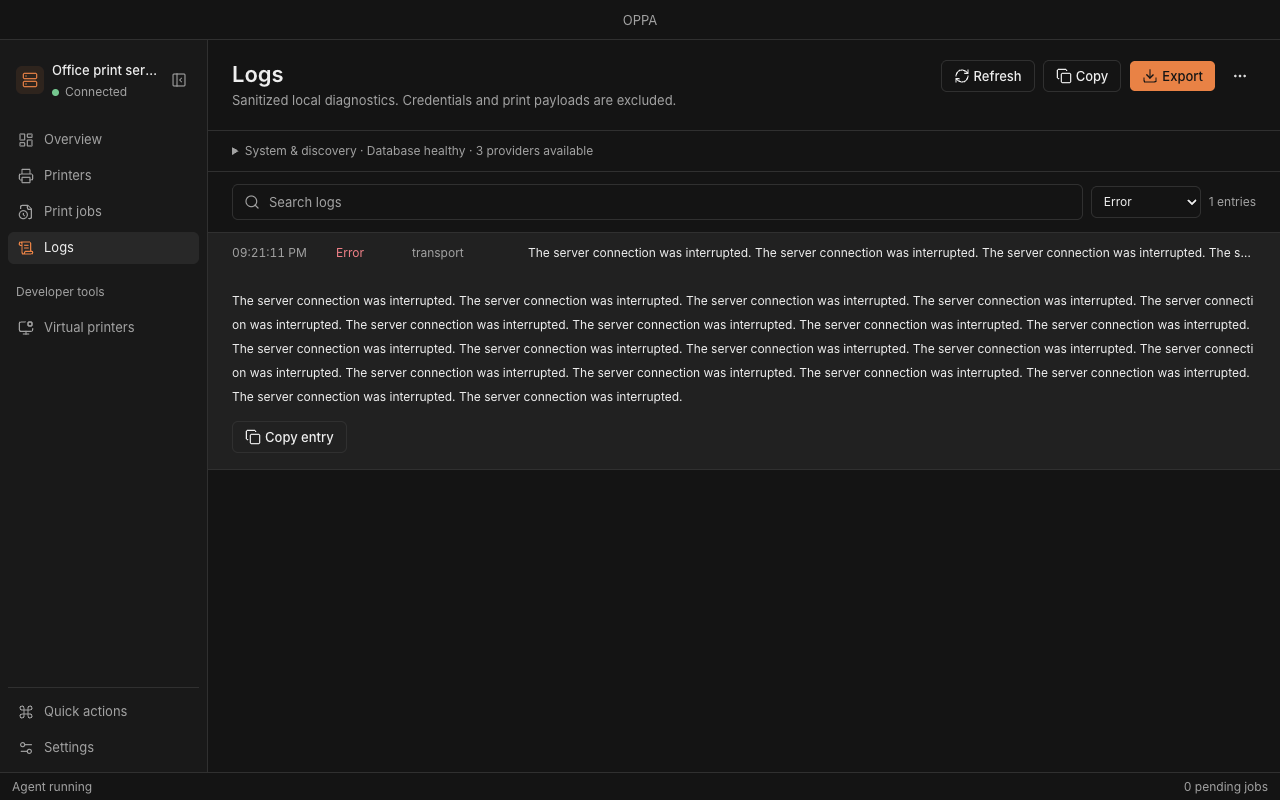 OPPA
Office print ser...
Connected
Overview
Printers
Print jobs
Logs
Developer tools
Virtual printers
Quick actions
Settings
Logs
Sanitized local diagnostics. Credentials and print payloads are excluded.
Refresh
Copy
Export
System & discovery · Database healthy · 3 providers available
Search logs
Error
1 entries
09:21:11 PM Error transport The server connection was interrupted. The server connection was interrupted. The server connection was interrupted. The s...
The server connection was interrupted. The server connection was interrupted. The server connection was interrupted. The server connection was interrupted. The server connecti
on was interrupted. The server connection was interrupted. The server connection was interrupted. The server connection was interrupted. The server connection was interrupted.
The server connection was interrupted. The server connection was interrupted. The server connection was interrupted. The server connection was interrupted. The server connecti
on was interrupted. The server connection was interrupted. The server connection was interrupted. The server connection was interrupted. The server connection was interrupted.
The server connection was interrupted. The server connection was interrupted.
Copy entry
Agent running
0 pending jobs